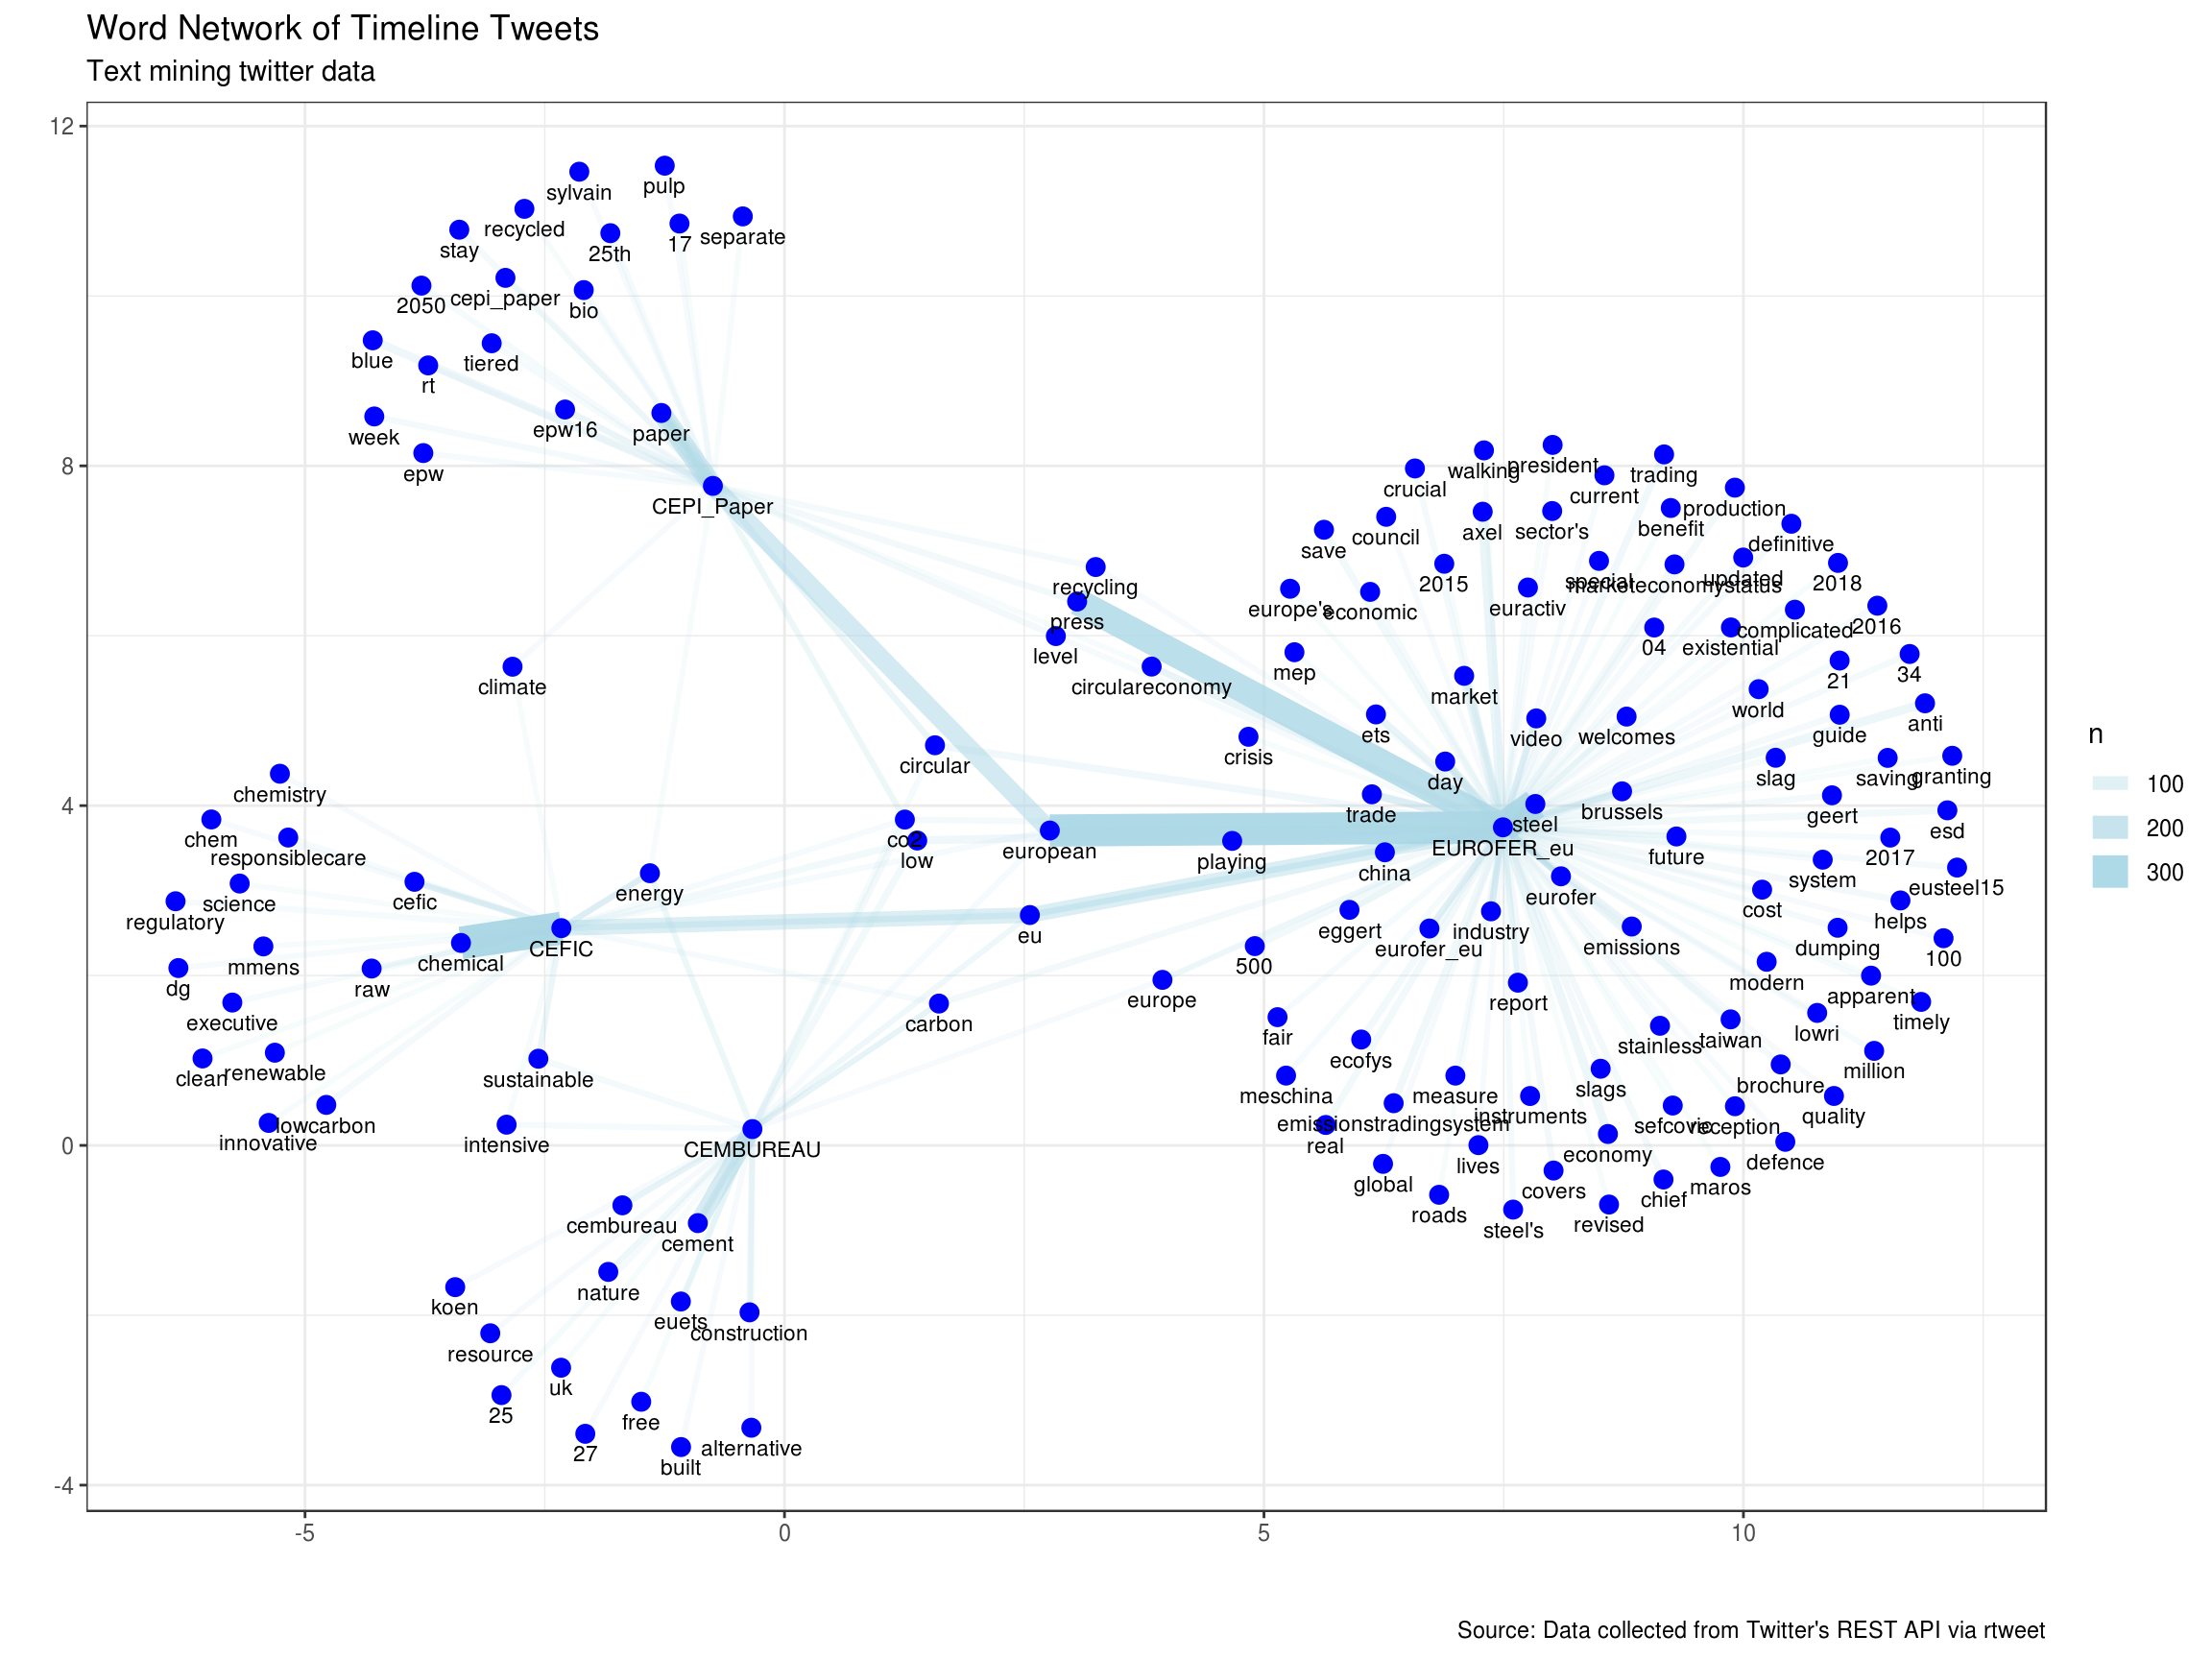 Word Network of Timeline Tweets
Text mining twitter data
12
8
4
0
-4
-5
0
5
10
sylvain
pulp
recycled
stay
25th
17
separate
2050
cepi_paper
bio
blue
rt
tiered
week
epw
epw16
paper
CEPI_Paper
climate
recycling
press
level
circulareconomy
circular
co2
low
european
eu
carbon
chemistry
chem
responsiblecare
science
regulatory
cefic
energy
mmens
chemical
CEFIC
dg
raw
executive
clean
renewable
sustainable
lowcarbon
innovative
intensive
CEMBUREAU
cembureau
cement
koen
nature
euets
construction
resource
uk
25
27
free
built
alternative
walking
president
crucial
current
trading
production
save
council
axel
sector's
benefit
definitive
2015
special
marketeconomystatus
updated
2018
europe's
economic
euractiv
complicated
2016
04
existential
mep
market
21
34
world
ets
video
welcomes
guide
anti
crisis
day
slag
saving
granting
trade
steel
brussels
geert
esd
playing
EUROFER_eu
china
future
2017
system
eusteel15
eurofer
cost
helps
eggert
eurofer_eu
industry
emissions
dumping
100
500
europe
report
modern
apparent
timely
fair
ecofys
stainless
taiwan
lowri
million
meschina
measure
slags
brochure
quality
emissionstradingsystem
instruments
sefcovic
reception
real
lives
economy
defence
global
covers
chief
maros
roads
steel's
revised
n
100
200
300
Source: Data collected from Twitter's REST API via rtweet